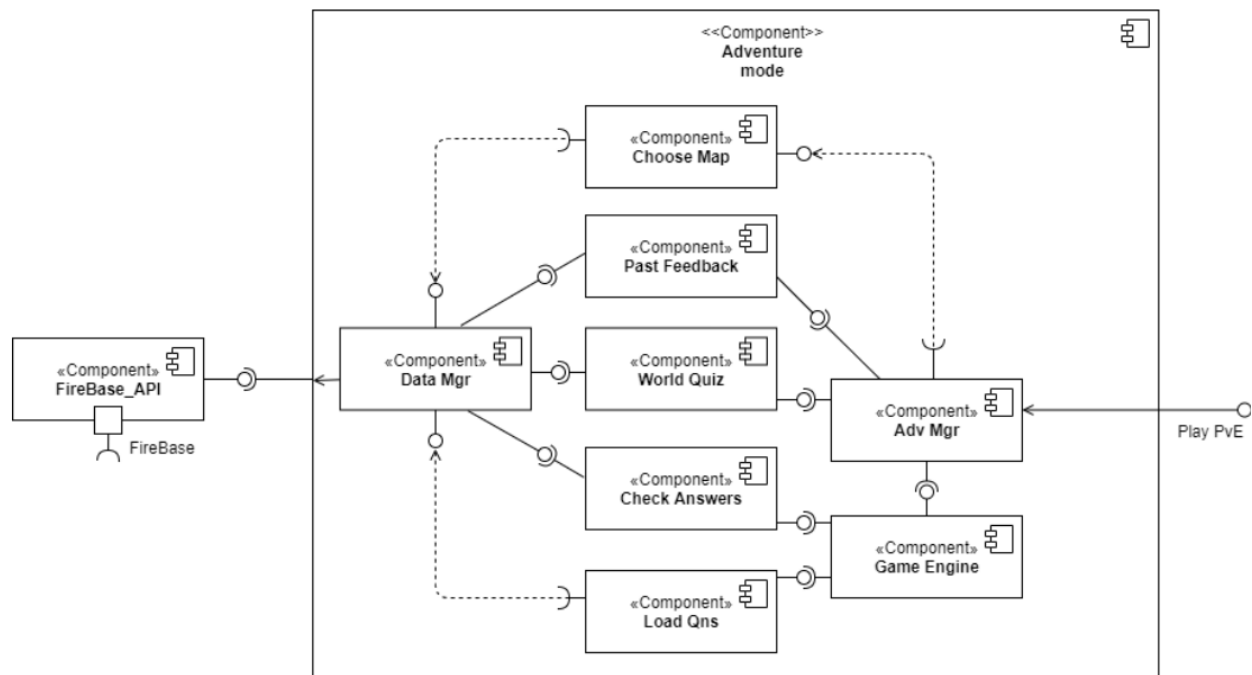 <<Component>>
Adventure
mode
«Component»
Choose Map
«Component»
Past Feedback
«Component»
FireBase_API
FireBase
«Component»
Data Mgr
«Component»
World Quiz
«Component»
Adv Mgr
Play PvE
«Component»
Check Answers
«Component»
Game Engine
«Component»
Load Qns